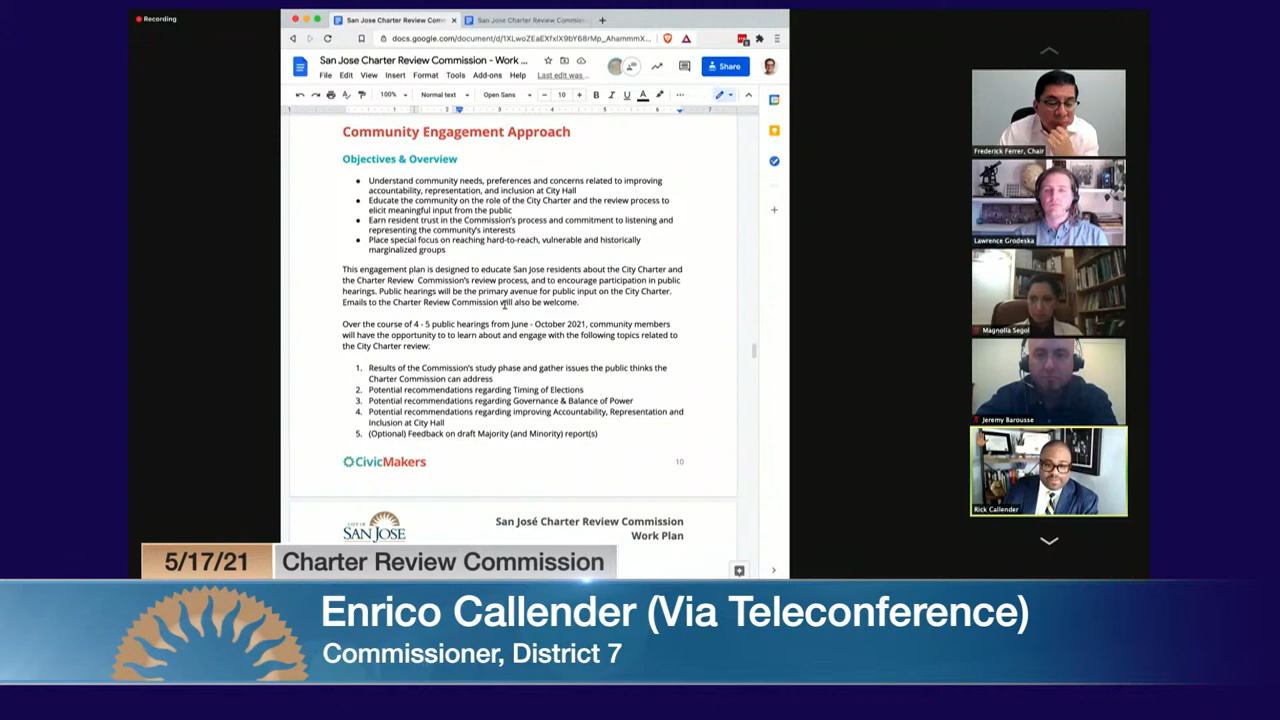 Recording
San Jose Charter Review Com
San Jose Charter Review Commiss
San Jose Charter Review Commission - Work ...
Share
File Edit View Insert Format Tools Add-ons Help Last edit was...
100% Normal text Open Sans 10 B I U A
Community Engagement Approach
Objectives & Overview
● Understand community needs, preferences and concerns related to improving
accountability, representation, and inclusion at City Hall
● Educate the community on the role of the City Charter and the review process to
elicit meaningful input from the public
● Earn resident trust in the Commission's process and commitment to listening and
representing the community's interests
● Place special focus on reaching hard-to-reach, vulnerable and historically
marginalized groups
This engagement plan is designed to educate San Jose residents about the City Charter and
the Charter Review Commission's review process, and to encourage participation in public
hearings. Public hearings will be the primary avenue for public input on the City Charter.
Emails to the Charter Review Commission will also be welcome.
Over the course of 4 - 5 public hearings from June - October 2021, community members
will have the opportunity to to learn about and engage with the following topics related to
the City Charter review:
1. Results of the Commission's study phase and gather issues the public thinks the
Charter Commission can address
2. Potential recommendations regarding Timing of Elections
3. Potential recommendations regarding Governance & Balance of Power
4. Potential recommendations regarding improving Accountability, Representation and
Inclusion at City Hall
5. (Optional) Feedback on draft Majority (and Minority) report(s)
CivicMakers
10
CITY OF
SAN JOSE
San José Charter Review Commission
Work Plan
Frederick Ferrer, Chair
Lawrence Grodeska
Magnolia Segol
Jeremy Barousse
Rick Callender
5/17/21
Charter Review Commission
Enrico Callender (Via Teleconference)
Commissioner, District 7